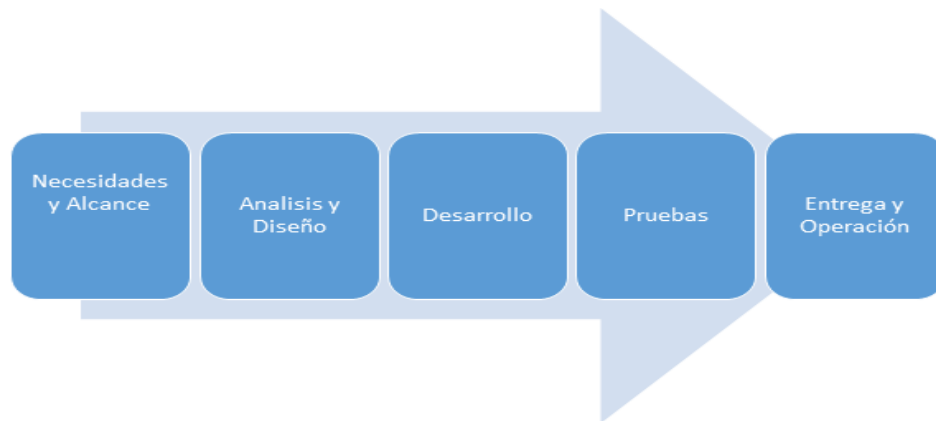 Necesidades
y Alcance
Analisis y
Diseño
Desarrollo
Pruebas
Entrega y
Operación